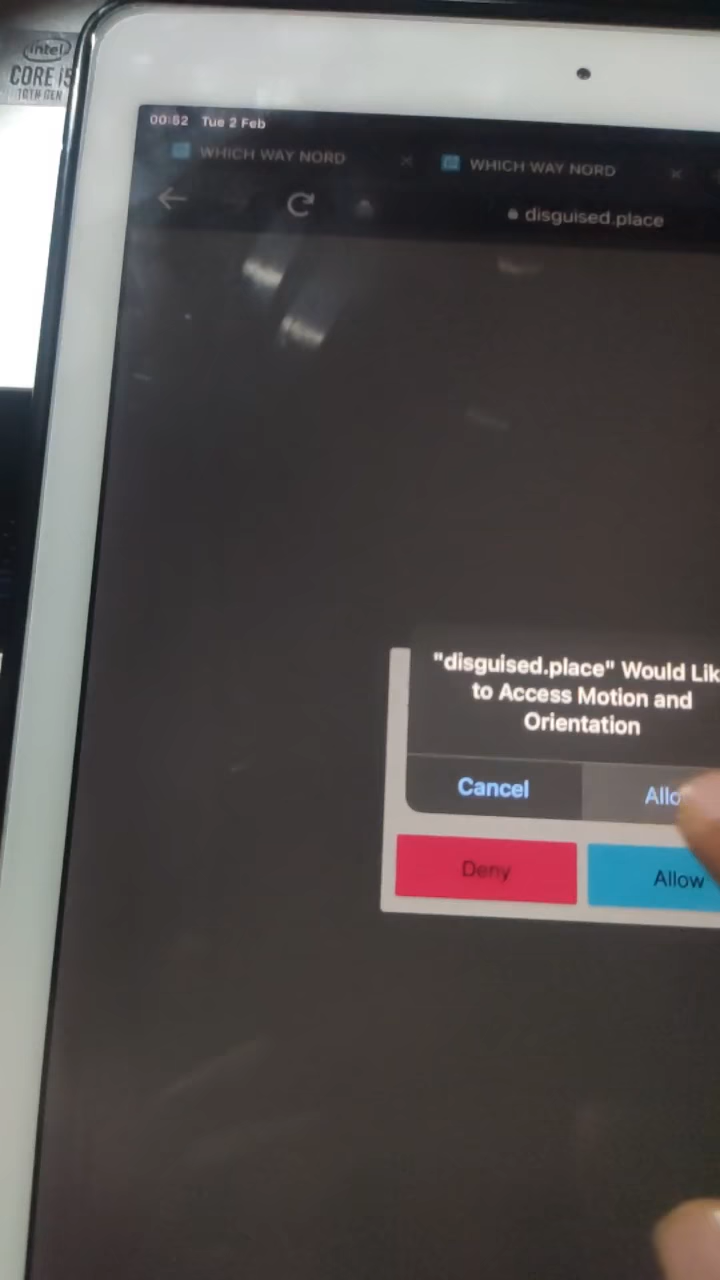 intel
CORE i5
10TH GEN
00:52 Tue 2 Feb
WHICH WAY NORD
WHICH WAY NORD
disguised.place
"disguised.place" Would Lik
to Access Motion and
Orientation
Cancel
Allo
Deny
Allow